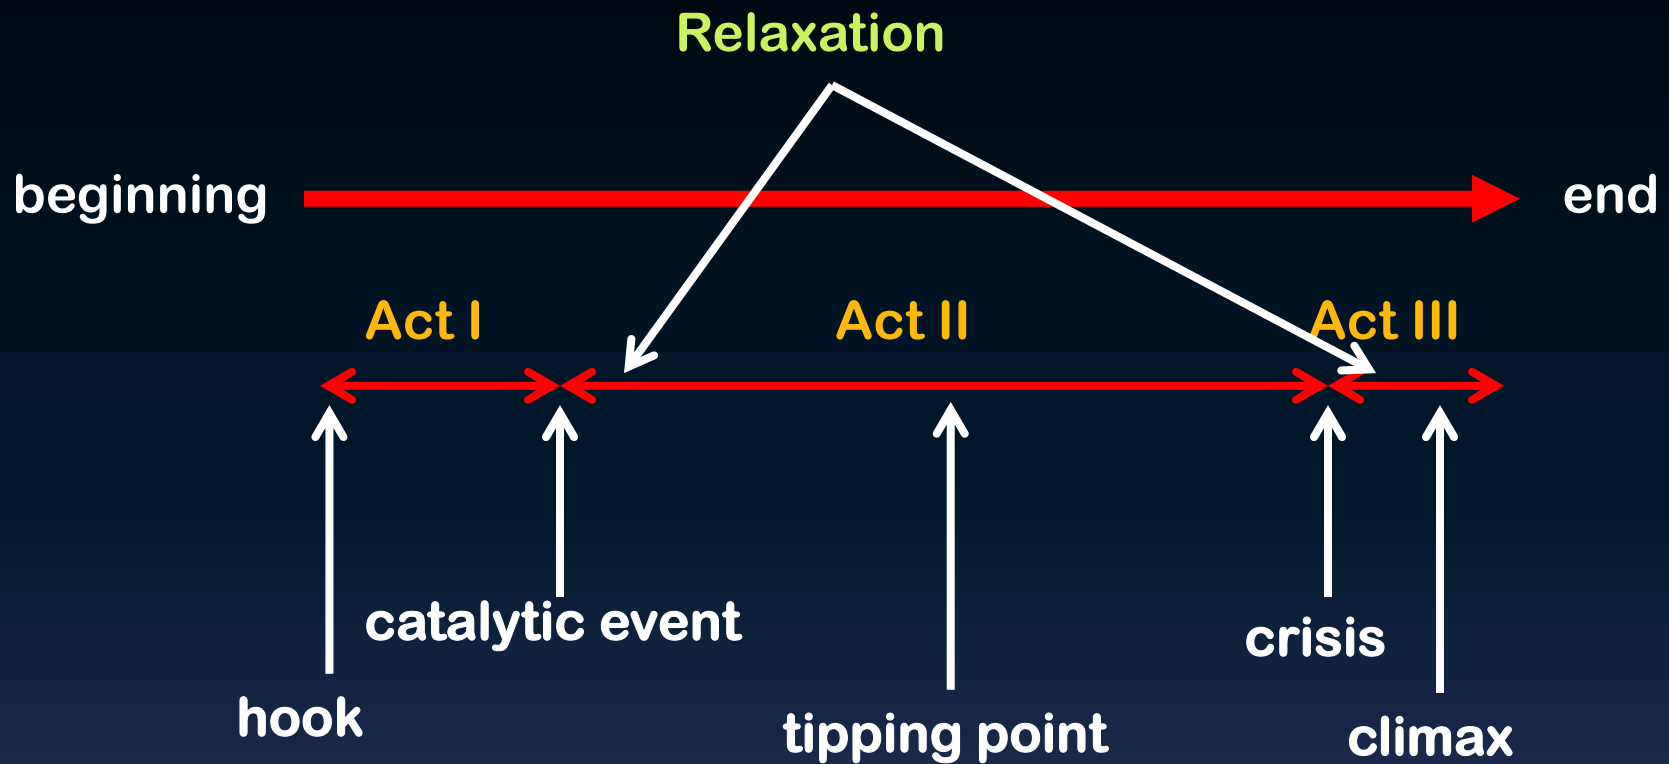 Relaxation
beginning
end
Act I
Act II
Act III
catalytic event
crisis
hook
tipping point
climax